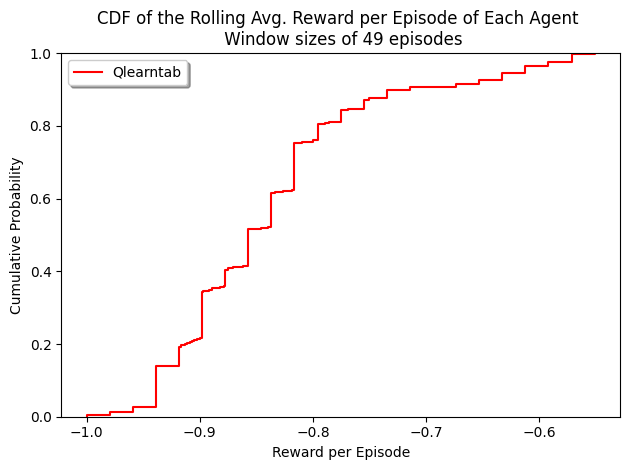 CDF of the Rolling Avg. Reward per Episode of Each Agent
Window sizes of 49 episodes
Qlearntab
Cumulative Probability
1.0
0.8
0.6
0.4
0.2
0.0
−1.0 −0.9 −0.8 −0.7 −0.6
Reward per Episode